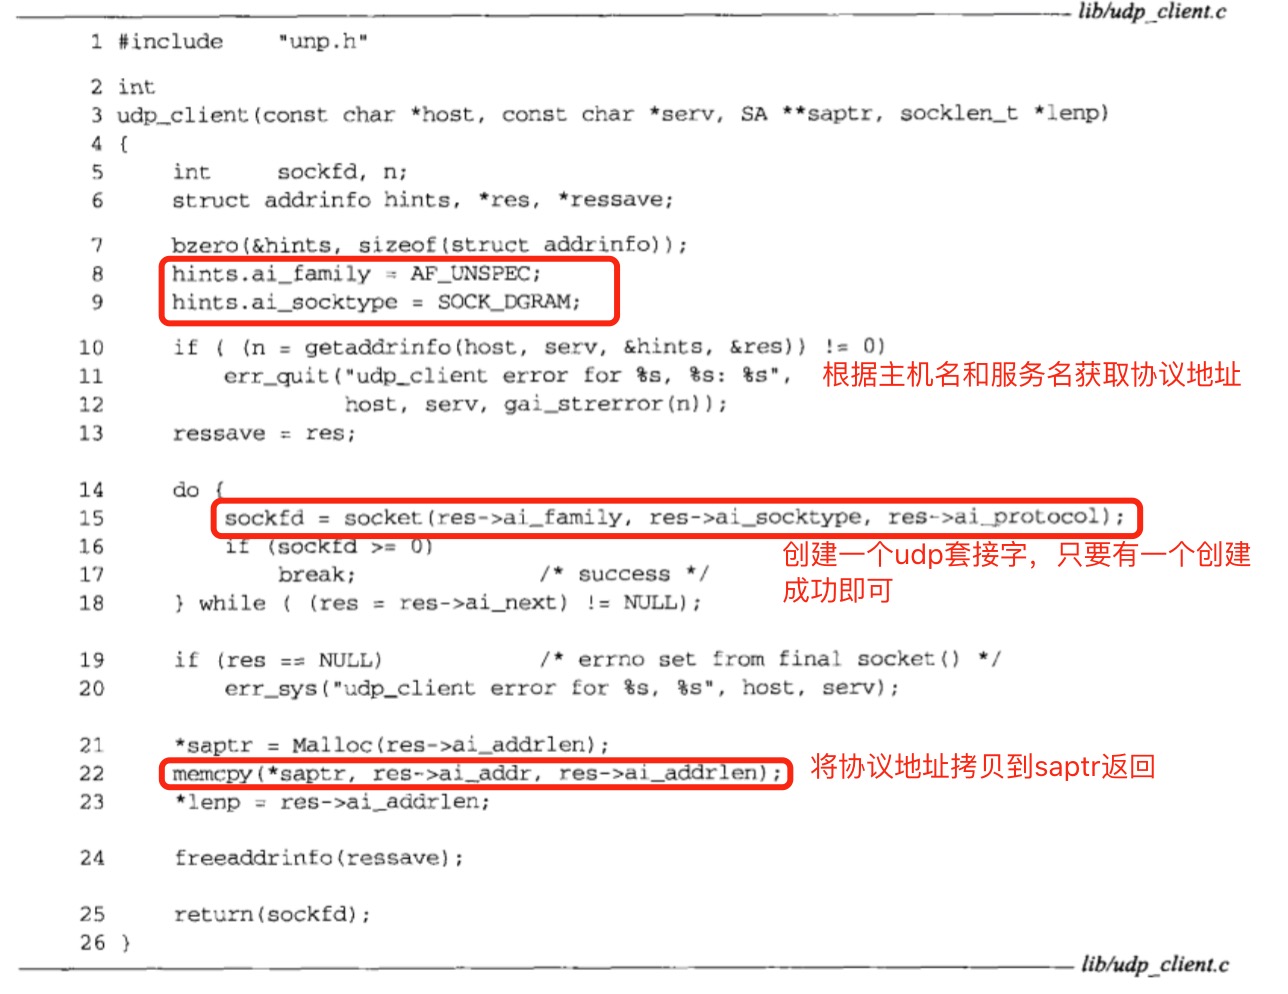 lib/udp_client.c
1 #include "unp.h"
2 int
3 udp_client(const char *host, const char *serv, SA **saptr, socklen_t *lenp)
4 {
5 int sockfd, n;
6 struct addrinfo hints, *res, *ressave;
7 bzero(&hints, sizeof(struct addrinfo));
8 hints.ai_family = AF_UNSPEC;
9 hints.ai_socktype = SOCK_DGRAM;
10 if ( (n = getaddrinfo(host, serv, &hints, &res)) != 0)
11 err_quit("udp_client error for %s, %s: %s",
根据主机名和服务名获取协议地址
12 host, serv, gai_strerror(n));
13 ressave = res;
14 do {
15 sockfd = socket(res->ai_family, res->ai_socktype, res->ai_protocol);
16 if (sockfd >= 0)
创建一个udp套接字，只要有一个创建
成功即可
17 break; /* success */
18 } while ( (res = res->ai_next) != NULL);
19 if (res == NULL) /* errno set from final socket() */
20 err_sys("udp_client error for %s, %s", host, serv);
21 *saptr = Malloc(res->ai_addrlen);
22 memcpy(*saptr, res->ai_addr, res->ai_addrlen);
将协议地址拷贝到saptr返回
23 *lenp = res->ai_addrlen;
24 freeaddrinfo(ressave);
25 return(sockfd);
26 }
lib/udp_client.c